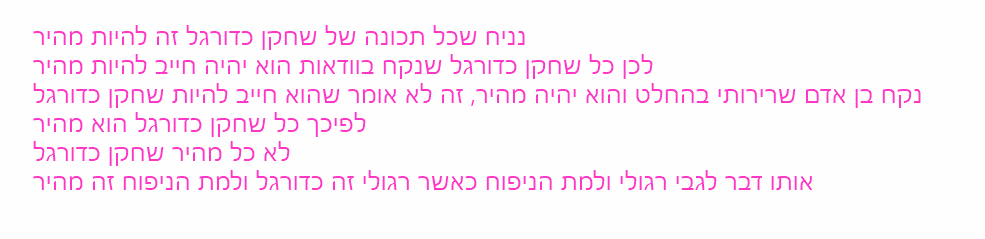 נניח שכל תכונה של שחקן כדורגל זה להיות מהיר
לכן כל שחקן כדורגל שנקח בוודאות הוא יהיה חייב להיות מהיר
נקח בן אדם שרירותי בהחלט והוא יהיה מהיר, זה לא אומר שהוא חייב להיות שחקן כדורגל
לפיכך כל שחקן כדורגל הוא מהיר
לא כל מהיר שחקן כדורגל
אותו דבר לגבי רגולי ולמת הניפוח כאשר רגולי זה כדורגל ולמת הניפוח זה מהיר